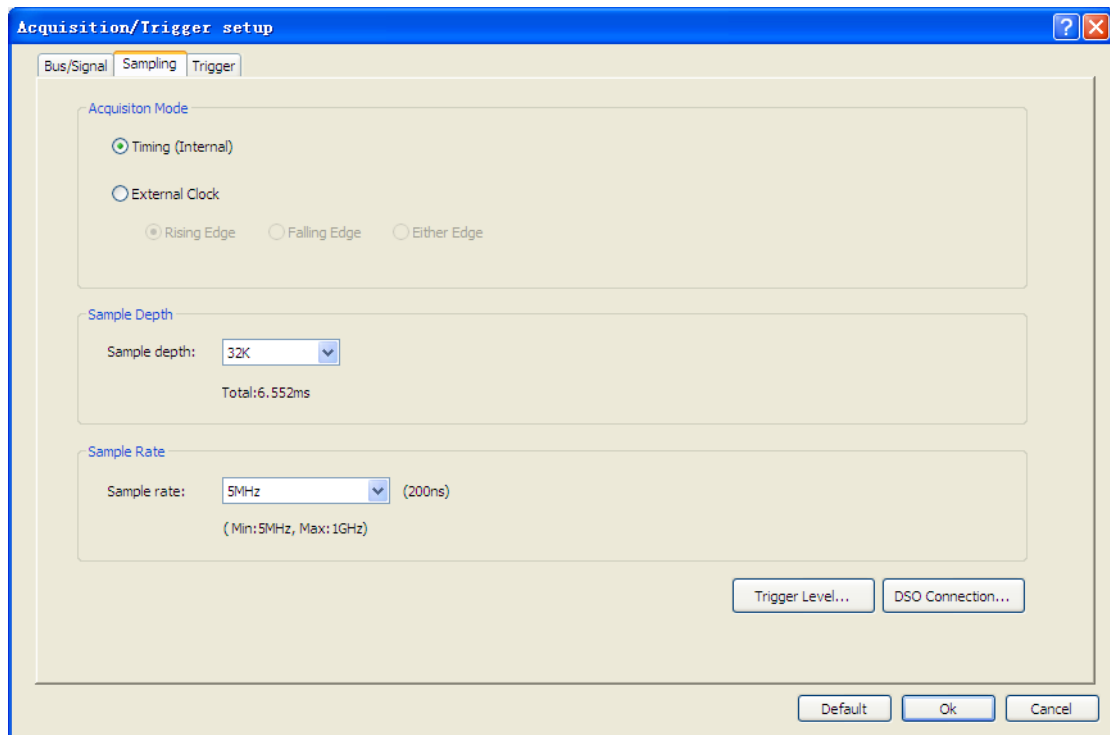 Acquisition/Trigger setup
Bus/Signal Sampling Trigger
Acquisiton Mode
Timing (Internal)
External Clock
Rising Edge Falling Edge Either Edge
Sample Depth
Sample depth: 32K
Total:6.552ms
Sample Rate
Sample rate: 5MHz (200ns)
( Min:5MHz, Max:1GHz)
Trigger Level... DSO Connection...
Default Ok Cancel